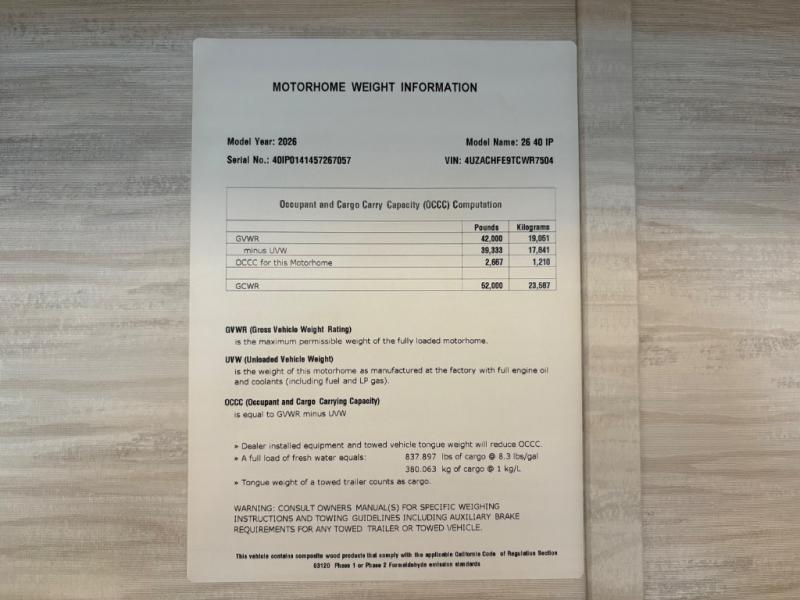 MOTORHOME WEIGHT INFORMATION
Model Year: 2026 Model Name: 26 40 IP
Serial No.: 40IP0141457267057 VIN: 4UZACHFE9TCWR7504
Occupant and Cargo Carry Capacity (OCCC) Computation
Pounds Kilograms
GVWR 42,000 19,051
minus UVW 39,333 17,841
OCCC for this Motorhome 2,667 1,210
GCWR 52,000 23,587
GVWR (Gross Vehicle Weight Rating)
is the maximum permissible weight of the fully loaded motorhome.
UVW (Unloaded Vehicle Weight)
is the weight of this motorhome as manufactured at the factory with full engine oil
and coolants (including fuel and LP gas).
OCCC (Occupant and Cargo Carrying Capacity)
is equal to GVWR minus UVW
» Dealer installed equipment and towed vehicle tongue weight will reduce OCCC.
» A full load of fresh water equals: 837.897 lbs of cargo @ 8.3 lbs/gal
380.063 kg of cargo @ 1 kg/L
» Tongue weight of a towed trailer counts as cargo.
WARNING: CONSULT OWNERS MANUAL(S) FOR SPECIFIC WEIGHING
INSTRUCTIONS AND TOWING GUIDELINES INCLUDING AUXILIARY BRAKE
REQUIREMENTS FOR ANY TOWED TRAILER OR TOWED VEHICLE.
This vehicle contains composite wood products that comply with the applicable California Code of Regulation Section
93120 Phase 1 or Phase 2 Formaldehyde emission standards